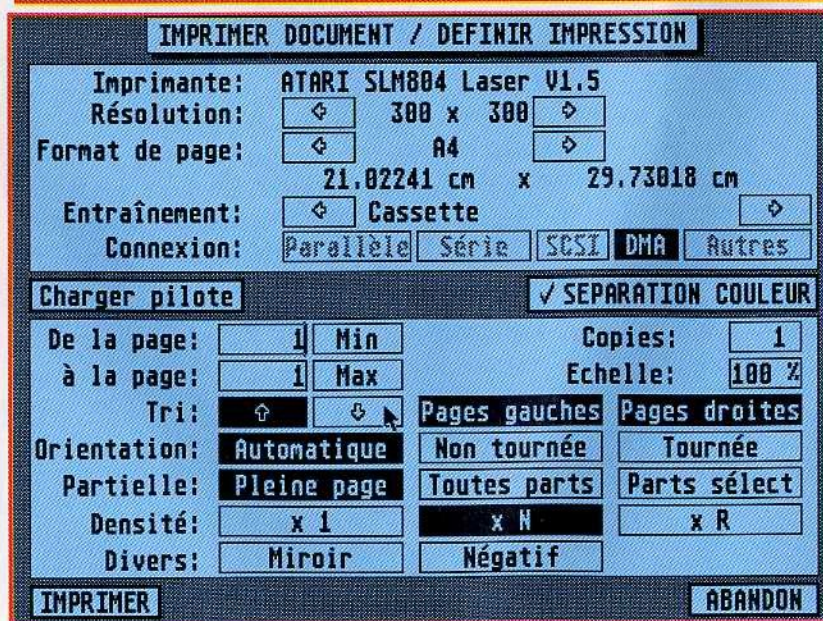 IMPRIMER DOCUMENT / DEFINIR IMPRESSION
Imprimante: ATARI SLM804 Laser V1.5
Résolution: 300 x 300
Format de page: A4
21.02241 cm x 29.73018 cm
Entraînement: Cassette
Connexion: Parallèle Série SCSI DMA Autres
Charger pilote ✓ SEPARATION COULEUR
De la page: 1 Min Copies: 1
à la page: 1 Max Echelle: 100 %
Tri: ⇧ ⇩ Pages gauches Pages droites
Orientation: Automatique Non tournée Tournée
Partielle: Pleine page Toutes parts Parts sélect
Densité: x 1 x N x R
Divers: Miroir Négatif
IMPRIMER ABANDON